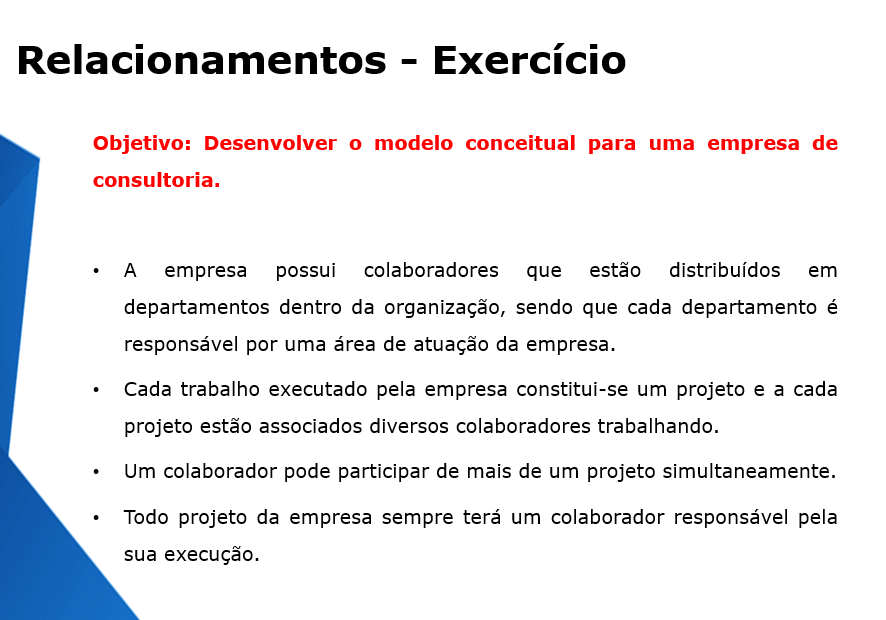 Relacionamentos – Exercício
Objetivo: Desenvolver o modelo conceitual para uma empresa de
consultoria.
• A empresa possui colaboradores que estão distribuídos em
departamentos dentro da organização, sendo que cada departamento é
responsável por uma área de atuação da empresa.
• Cada trabalho executado pela empresa constitui-se um projeto e a cada
projeto estão associados diversos colaboradores trabalhando.
• Um colaborador pode participar de mais de um projeto simultaneamente.
• Todo projeto da empresa sempre terá um colaborador responsável pela
sua execução.